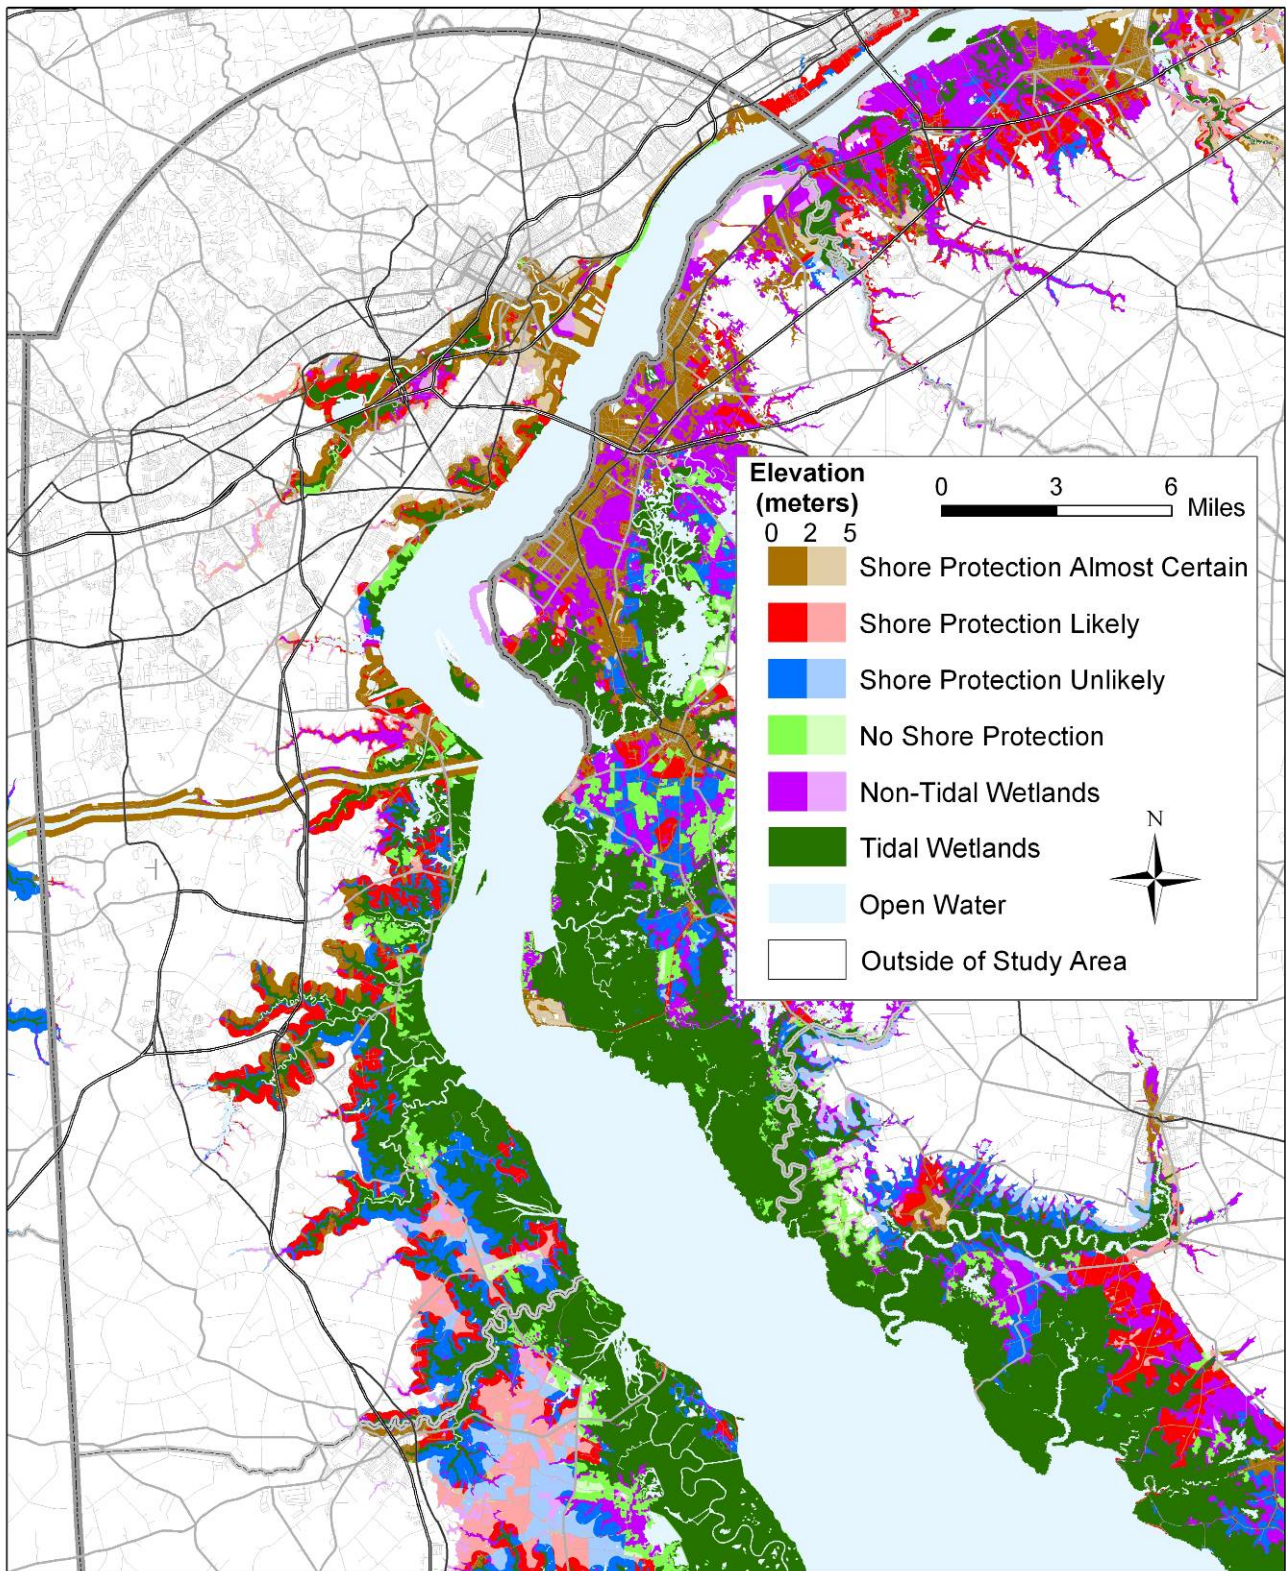 Elevation
(meters)
0 2 5
0 3 6
Miles
Shore Protection Almost Certain
Shore Protection Likely
Shore Protection Unlikely
No Shore Protection
Non-Tidal Wetlands
N
Tidal Wetlands
Open Water
Outside of Study Area